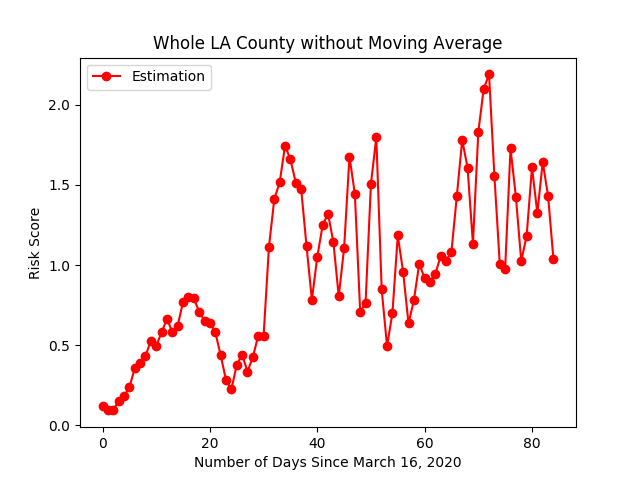 Whole LA County without Moving Average
Estimation
Risk Score
2.0
1.5
1.0
0.5
0.0
0 20 40 60 80
Number of Days Since March 16, 2020